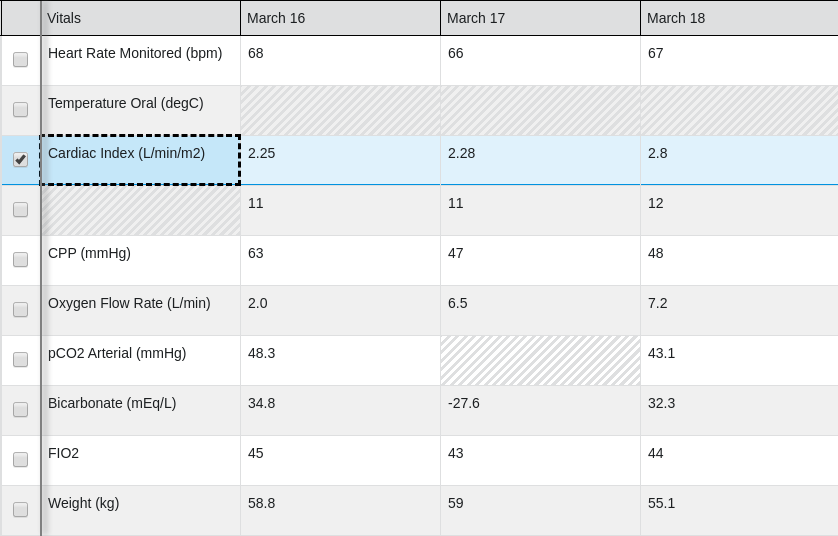 Vitals March 16 March 17 March 18
Heart Rate Monitored (bpm) 68 66 67
Temperature Oral (degC)
Cardiac Index (L/min/m2) 2.25 2.28 2.8
11 11 12
CPP (mmHg) 63 47 48
Oxygen Flow Rate (L/min) 2.0 6.5 7.2
pCO2 Arterial (mmHg) 48.3 43.1
Bicarbonate (mEq/L) 34.8 -27.6 32.3
FIO2 45 43 44
Weight (kg) 58.8 59 55.1